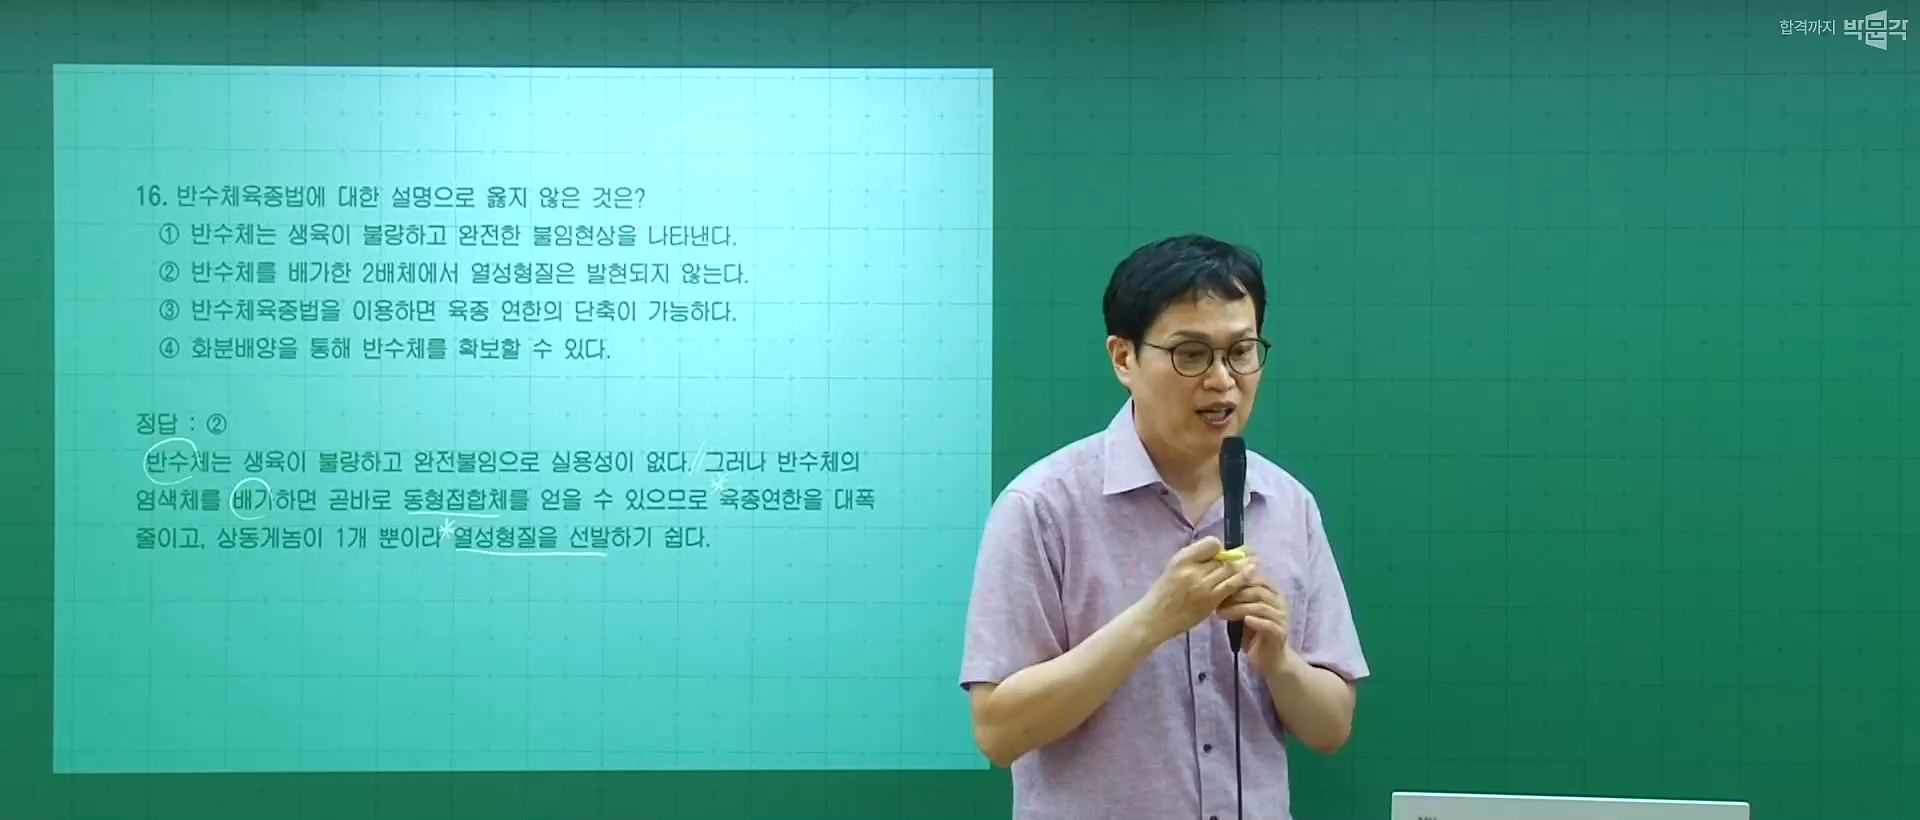 합격까지 박문각
16. 반수체육종법에 대한 설명으로 옳지 않은 것은?
① 반수체는 생육이 불량하고 완전한 불임현상을 나타낸다.
② 반수체를 배가한 2배체에서 열성형질은 발현되지 않는다.
③ 반수체육종법을 이용하면 육종 연한의 단축이 가능하다.
④ 화분배양을 통해 반수체를 확보할 수 있다.
정답 : ②
반수체는 생육이 불량하고 완전불임으로 실용성이 없다. 그러나 반수체의
염색체를 배가하면 곧바로 동형접합체를 얻을 수 있으므로 육종연한을 대폭
줄이고, 상동게놈이 1개 뿐이라 열성형질을 선발하기 쉽다.